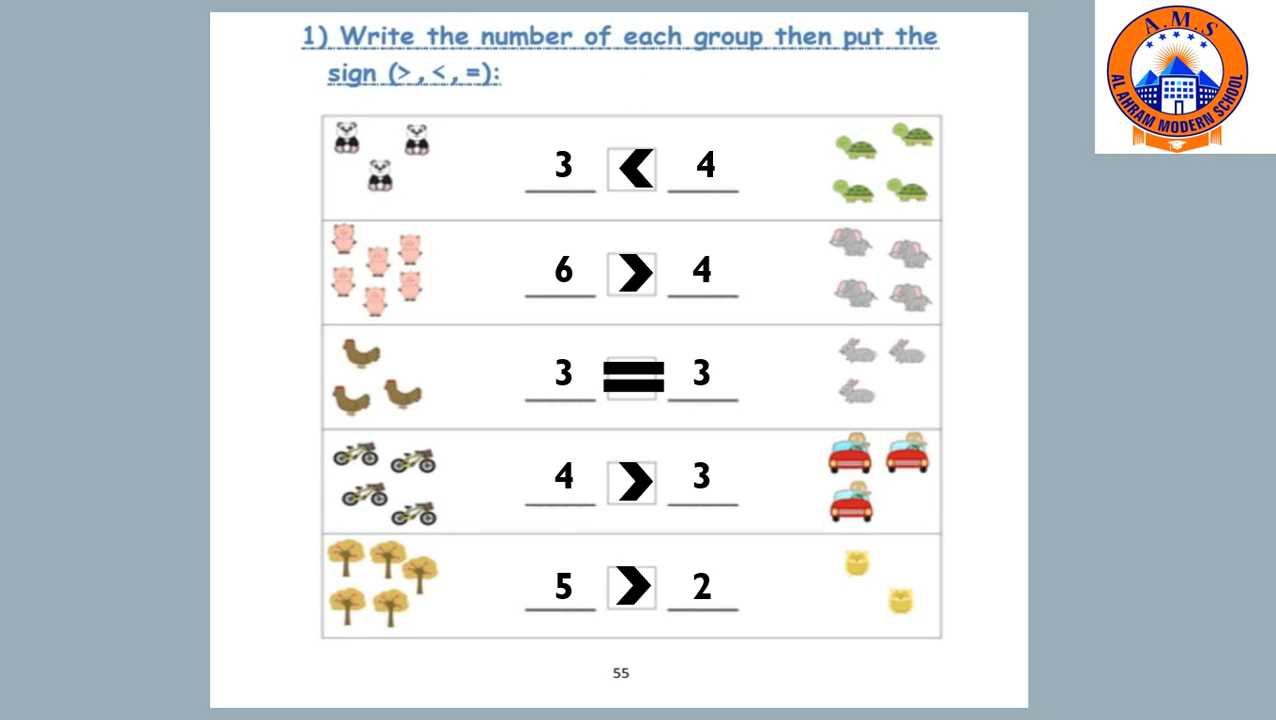 1) Write the number of each group then put the
sign (> , < , =):
3 < 4
6 > 4
3 = 3
4 > 3
5 > 2
55
A.M.S
AL AHRAM MODERN SCHOOL